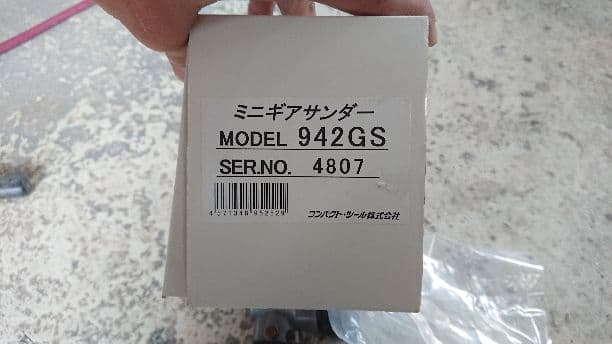 ミニギアサンダー
MODEL 942GS
SER.NO. 4807
コンパクト・ツール株式会社